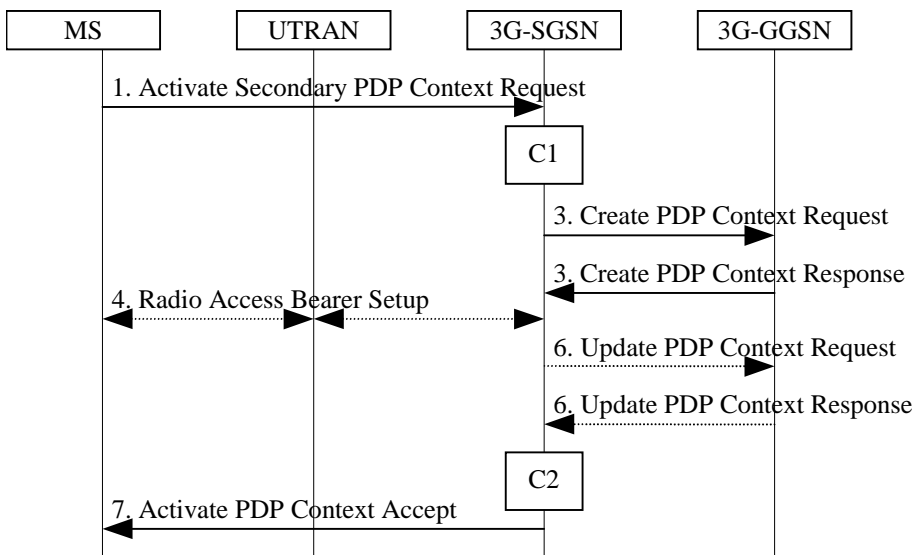 MS
UTRAN
3G-SGSN
3G-GGSN
1. Activate Secondary PDP Context Request
C1
3. Create PDP Context Request
3. Create PDP Context Response
4. Radio Access Bearer Setup
6. Update PDP Context Request
6. Update PDP Context Response
C2
7. Activate PDP Context Accept